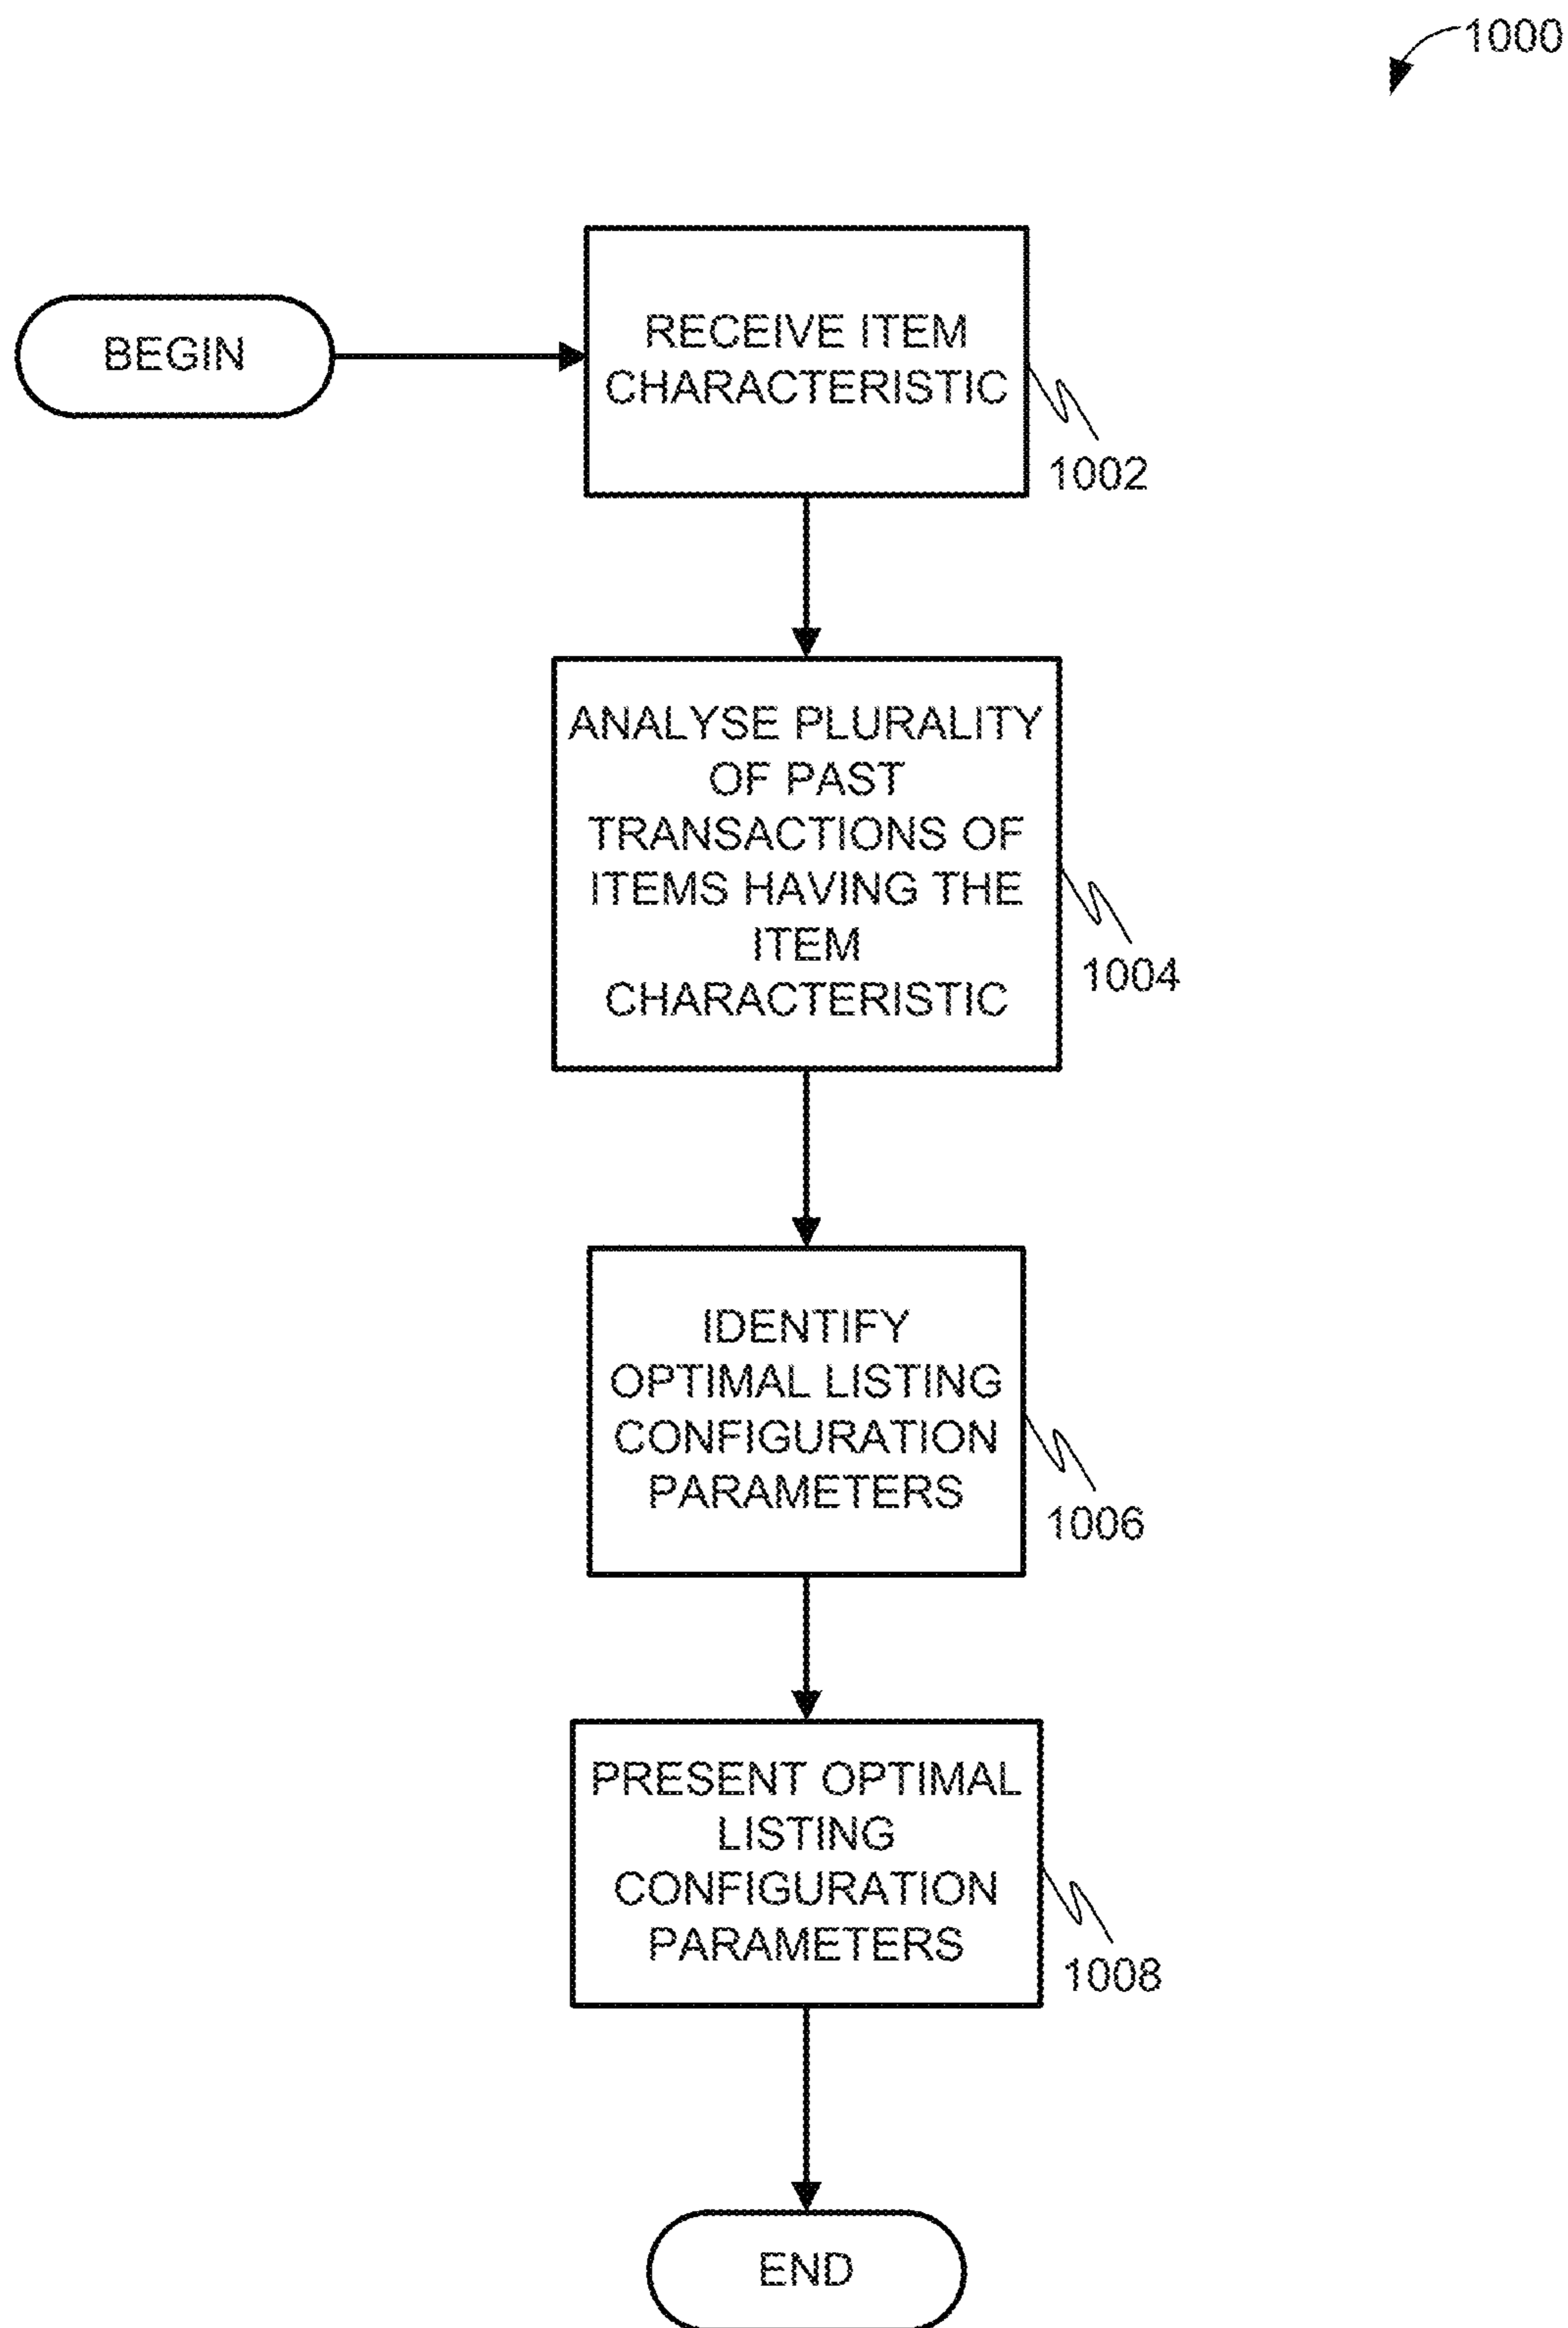 1000
BEGIN
RECEIVE ITEM
CHARACTERISTIC
1002
ANALYSE PLURALITY
OF PAST
TRANSACTIONS OF
ITEMS HAVING THE
ITEM
CHARACTERISTIC
1004
IDENTIFY
OPTIMAL LISTING
CONFIGURATION
PARAMETERS
1006
PRESENT OPTIMAL
LISTING
CONFIGURATION
PARAMETERS
1008
END